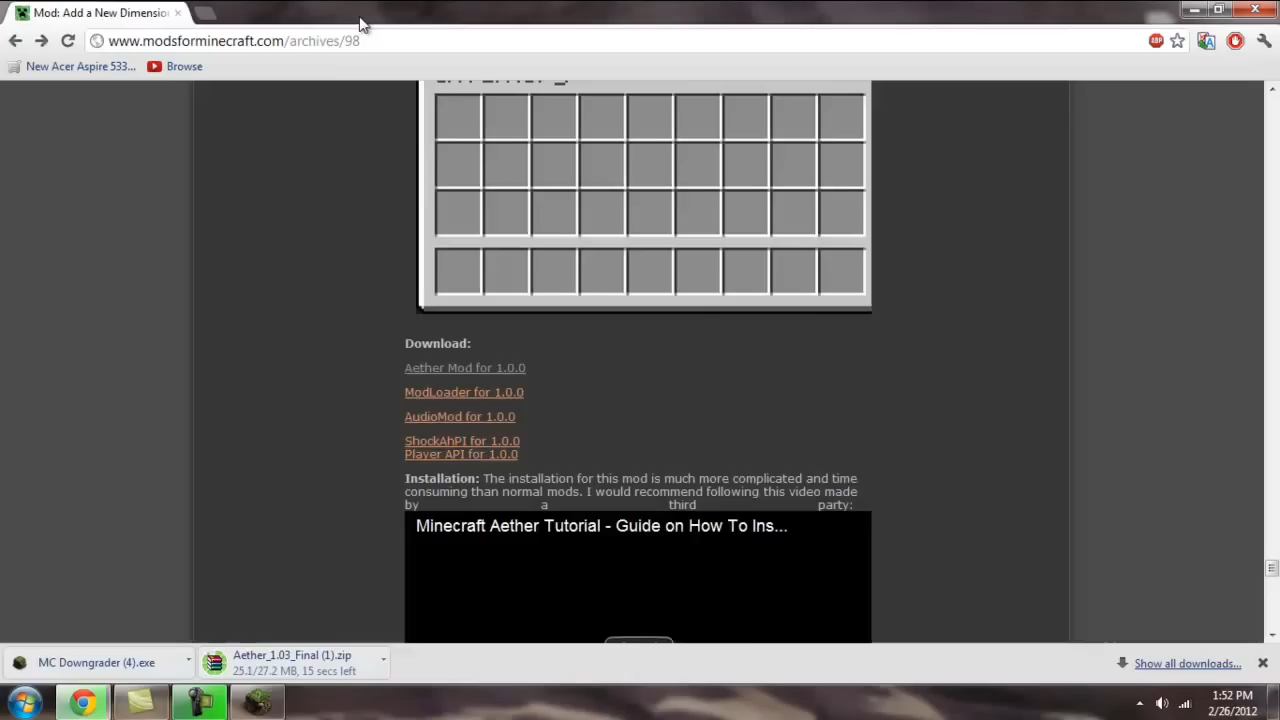 Mod: Add a New Dimensio
www.modsforminecraft.com/archives/98
ABP
New Acer Aspire 533...
Browse
Download:
Aether Mod for 1.0.0
ModLoader for 1.0.0
AudioMod for 1.0.0
ShockAhPI for 1.0.0
Player API for 1.0.0
Installation: The installation for this mod is much more complicated and time
consuming than normal mods. I would recommend following this video made
by a third party:
Minecraft Aether Tutorial - Guide on How To Ins...
MC Downgrader (4).exe
Aether_1.03_Final (1).zip
25.1/27.2 MB, 15 secs left
Show all downloads...
1:52 PM
2/26/2012